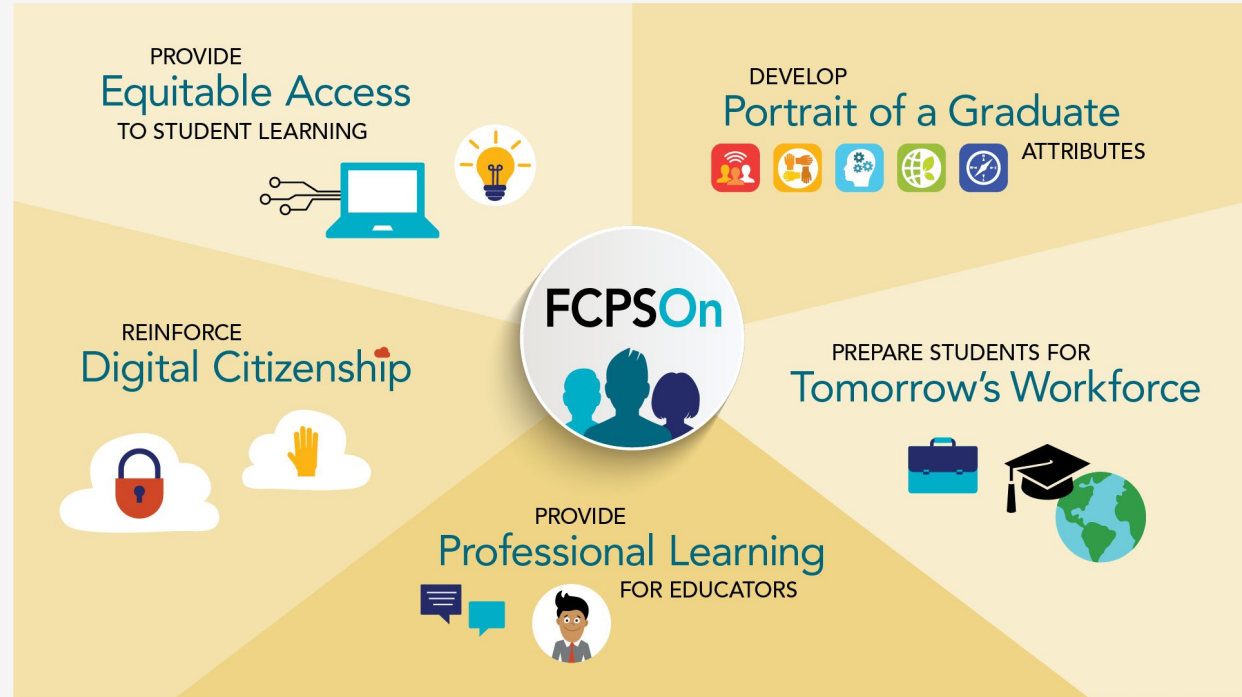 PROVIDE
Equitable Access
TO STUDENT LEARNING
DEVELOP
Portrait of a Graduate
ATTRIBUTES
FCPSOn
REINFORCE
Digital Citizenship
PREPARE STUDENTS FOR
Tomorrow's Workforce
PROVIDE
Professional Learning
FOR EDUCATORS